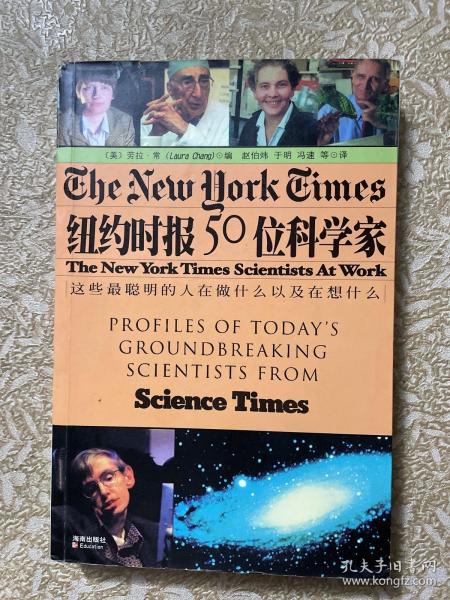 （美）劳拉·常（Laura Chang）⊙编 赵伯炜 于明 冯速 等⊙译
The New York Times
纽约时报50位科学家
The New York Times Scientists At Work
这些最聪明的人在做什么以及在想什么
PROFILES OF TODAY'S
GROUNDBREAKING
SCIENTISTS FROM
Science Times
海南出版社
Education
孔夫子旧书网
kongfz.com